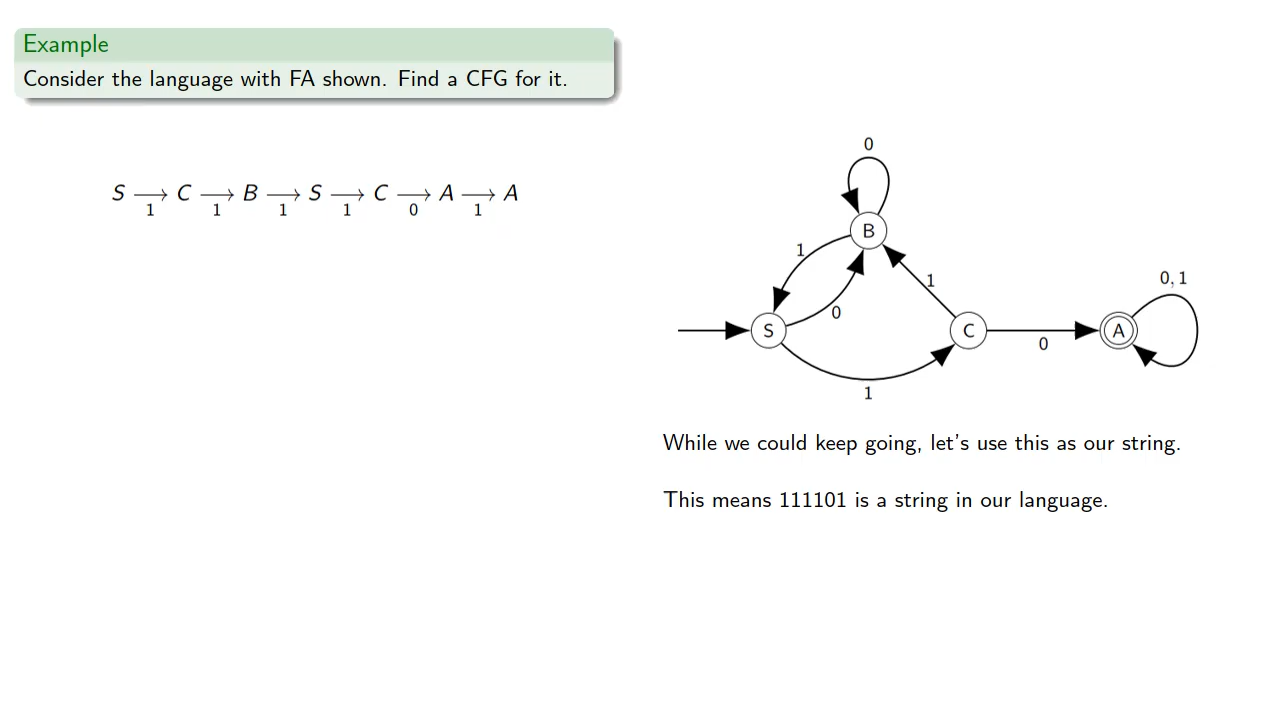 Example
Consider the language with FA shown. Find a CFG for it.
S → C → B → S → C → A → A
1 1 1 1 0 1
0
B
1
1
0, 1
0
S
C
A
0
1
While we could keep going, let's use this as our string.
This means 111101 is a string in our language.